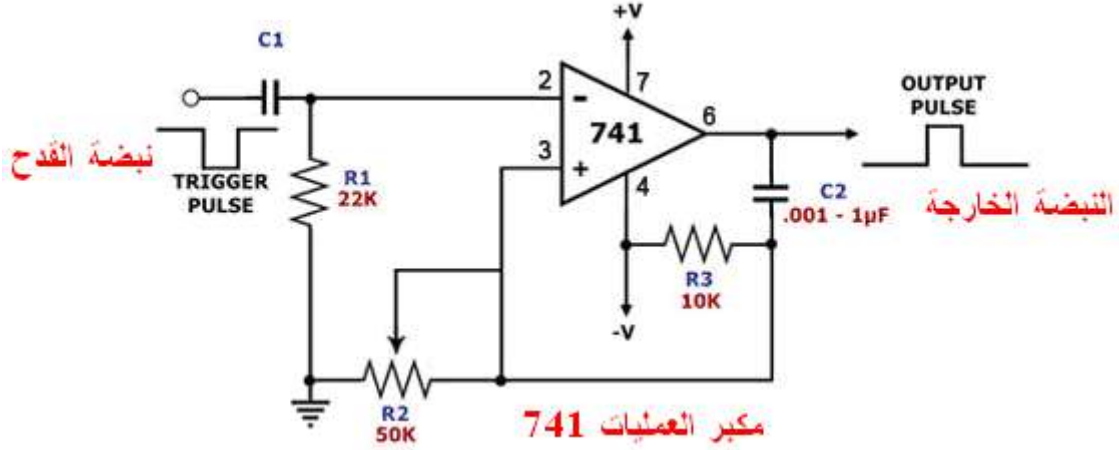 C1
+V
2
7
-
741
6
3
+
4
OUTPUT
PULSE
نبضة القدح
TRIGGER
PULSE
R1
22K
C2
.001 - 1µF
النبضة الخارجة
R3
10K
-V
R2
50K
مكبر العمليات 741